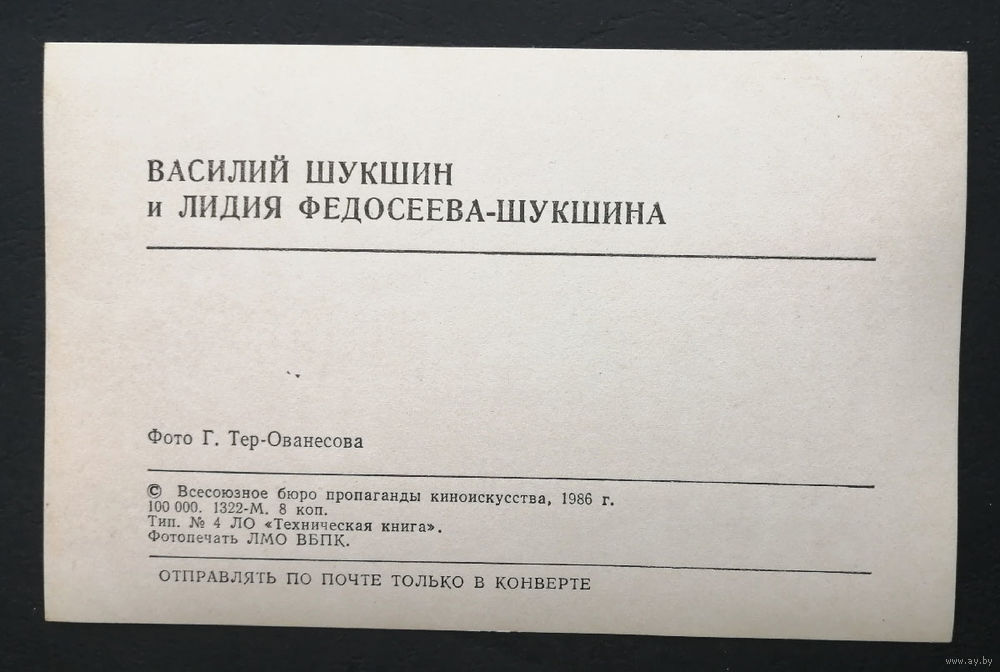 ВАСИЛИЙ ШУКШИН
и ЛИДИЯ ФЕДОСЕЕВА-ШУКШИНА
Фото Г. Тер-Ованесова
© Всесоюзное бюро пропаганды киноискусства, 1986 г.
100 000. 1322-М. 8 коп.
Тип. № 4 ЛО «Техническая книга».
Фотопечать ЛМО ВБПК.
ОТПРАВЛЯТЬ ПО ПОЧТЕ ТОЛЬКО В КОНВЕРТЕ
www.ay.by